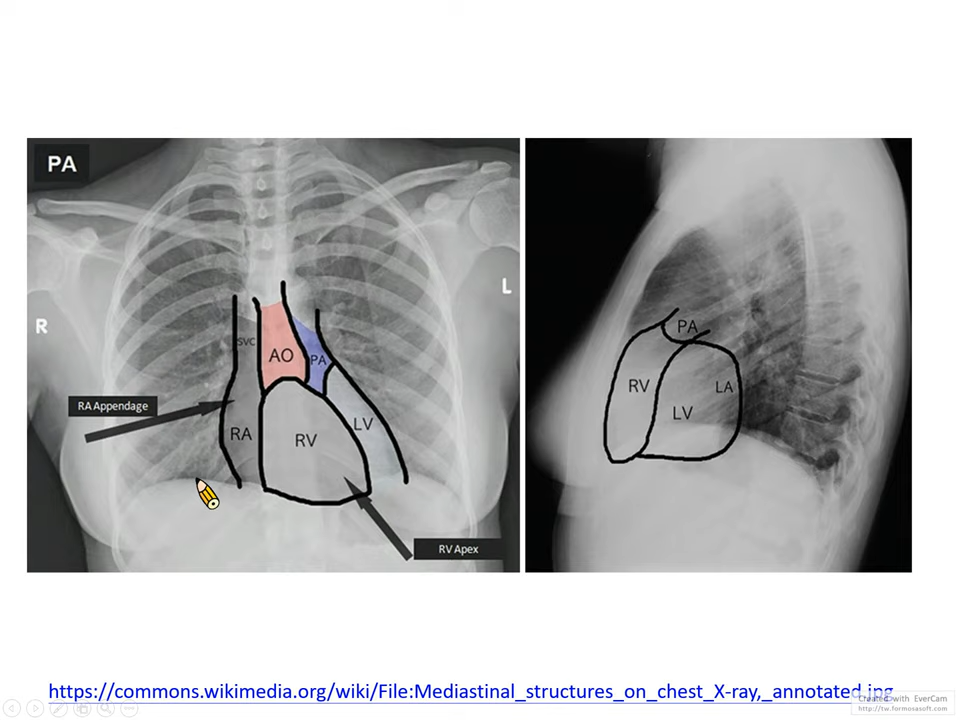 PA
L
R
SVC
AO
PA
RA Appendage
RA
RV
LV
RV Apex
PA
RV
LA
LV
https://commons.wikimedia.org/wiki/File:Mediastinal_structures_on_chest_X-ray,_annotated.jpg
Created with EverCam
http://tw.formosasoft.com